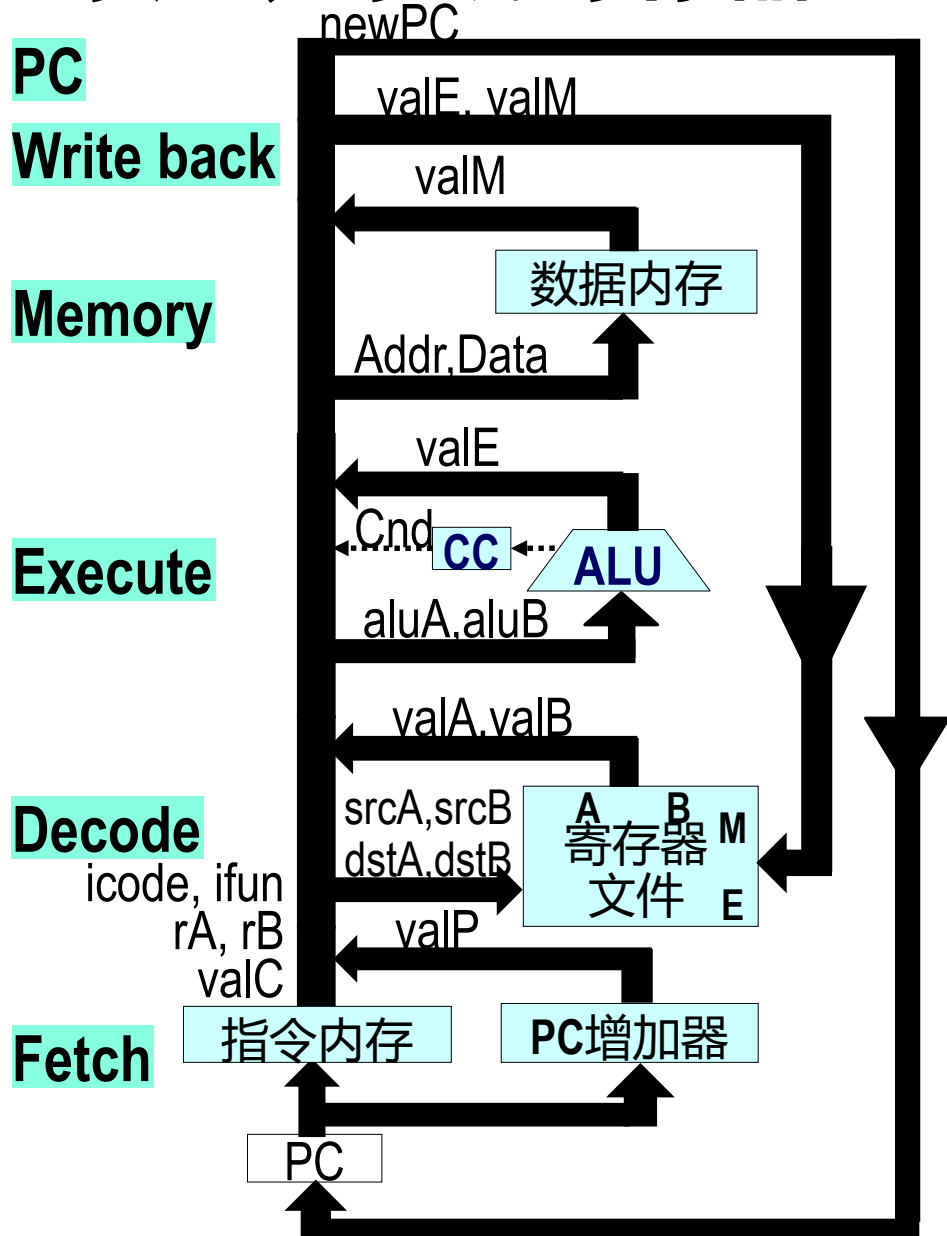 newPC
PC
valE, valM
Write back
valM
数据内存
Memory
Addr,Data
valE
Cnd
CC
ALU
Execute
aluA,aluB
valA,valB
srcA,srcB
A B
M
Decode
寄存器
dstA,dstB
文件
E
icode, ifun
rA, rB
valP
valC
指令内存
PC增加器
Fetch
PC